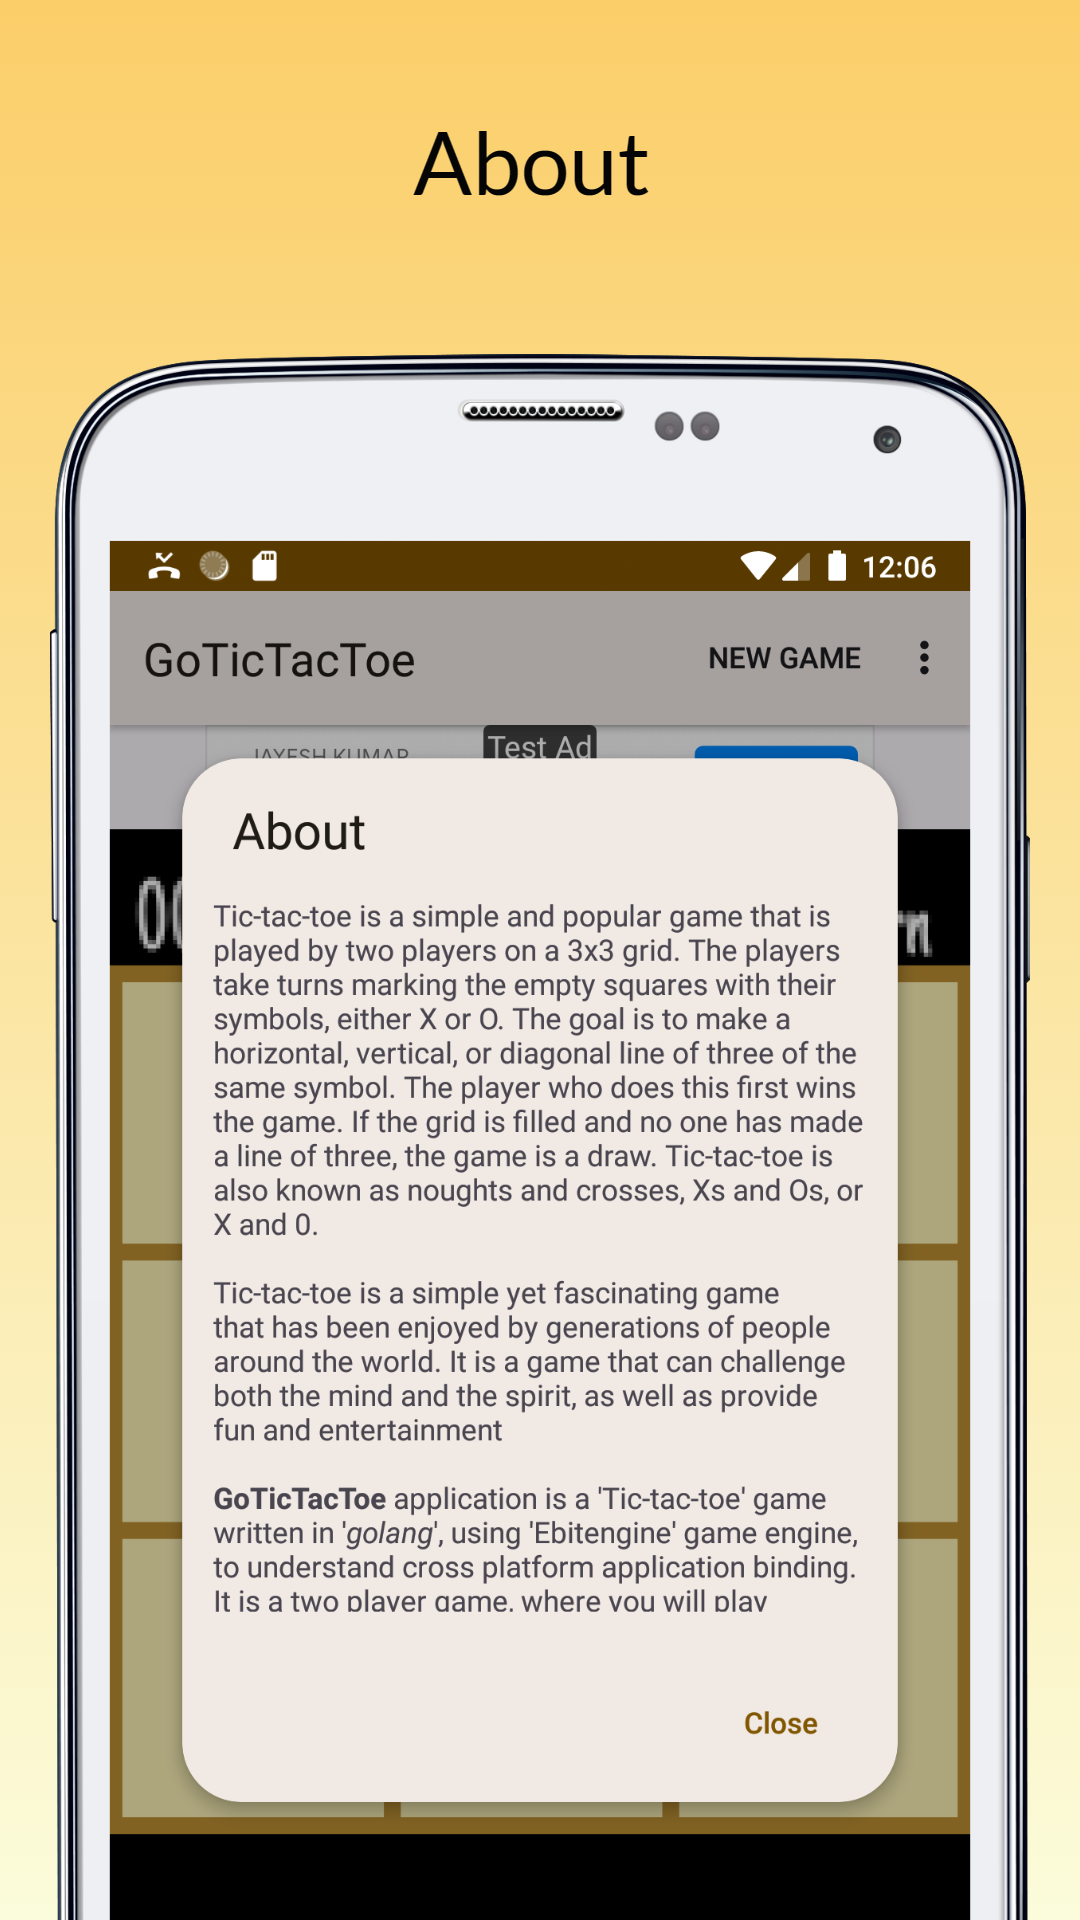 About
12:06
GoTicTacToe
NEW GAME
JAYESH KUMAR
Test Ad
About
Tic-tac-toe is a simple and popular game that is
played by two players on a 3x3 grid. The players
take turns marking the empty squares with their
symbols, either X or O. The goal is to make a
horizontal, vertical, or diagonal line of three of the
same symbol. The player who does this first wins
the game. If the grid is filled and no one has made
a line of three, the game is a draw. Tic-tac-toe is
also known as noughts and crosses, Xs and Os, or
X and 0.
Tic-tac-toe is a simple yet fascinating game
that has been enjoyed by generations of people
around the world. It is a game that can challenge
both the mind and the spirit, as well as provide
fun and entertainment
GoTicTacToe application is a 'Tic-tac-toe' game
written in 'golang', using 'Ebitengine' game engine,
to understand cross platform application binding.
It is a two player game, where you will play
Close